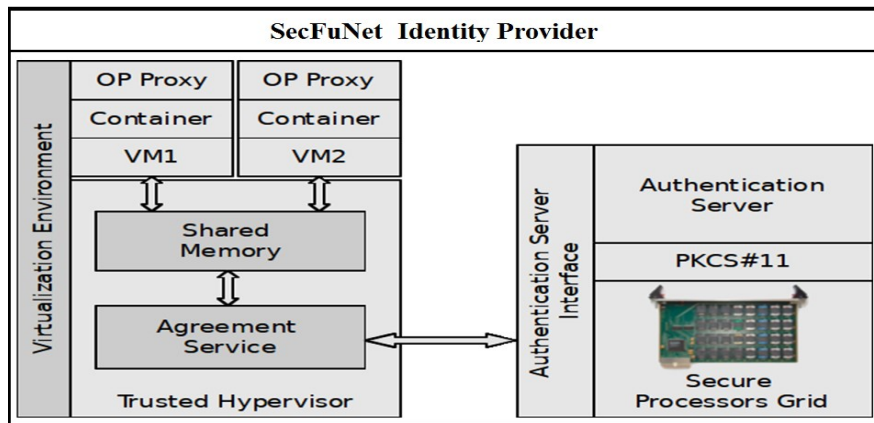 SecFuNet Identity Provider
Virtualization Environment
OP Proxy
Container
VM1
OP Proxy
Container
VM2
Shared
Memory
Agreement
Service
Trusted Hypervisor
Authentication Server
Interface
Authentication
Server
PKCS#11
Secure
Processors Grid